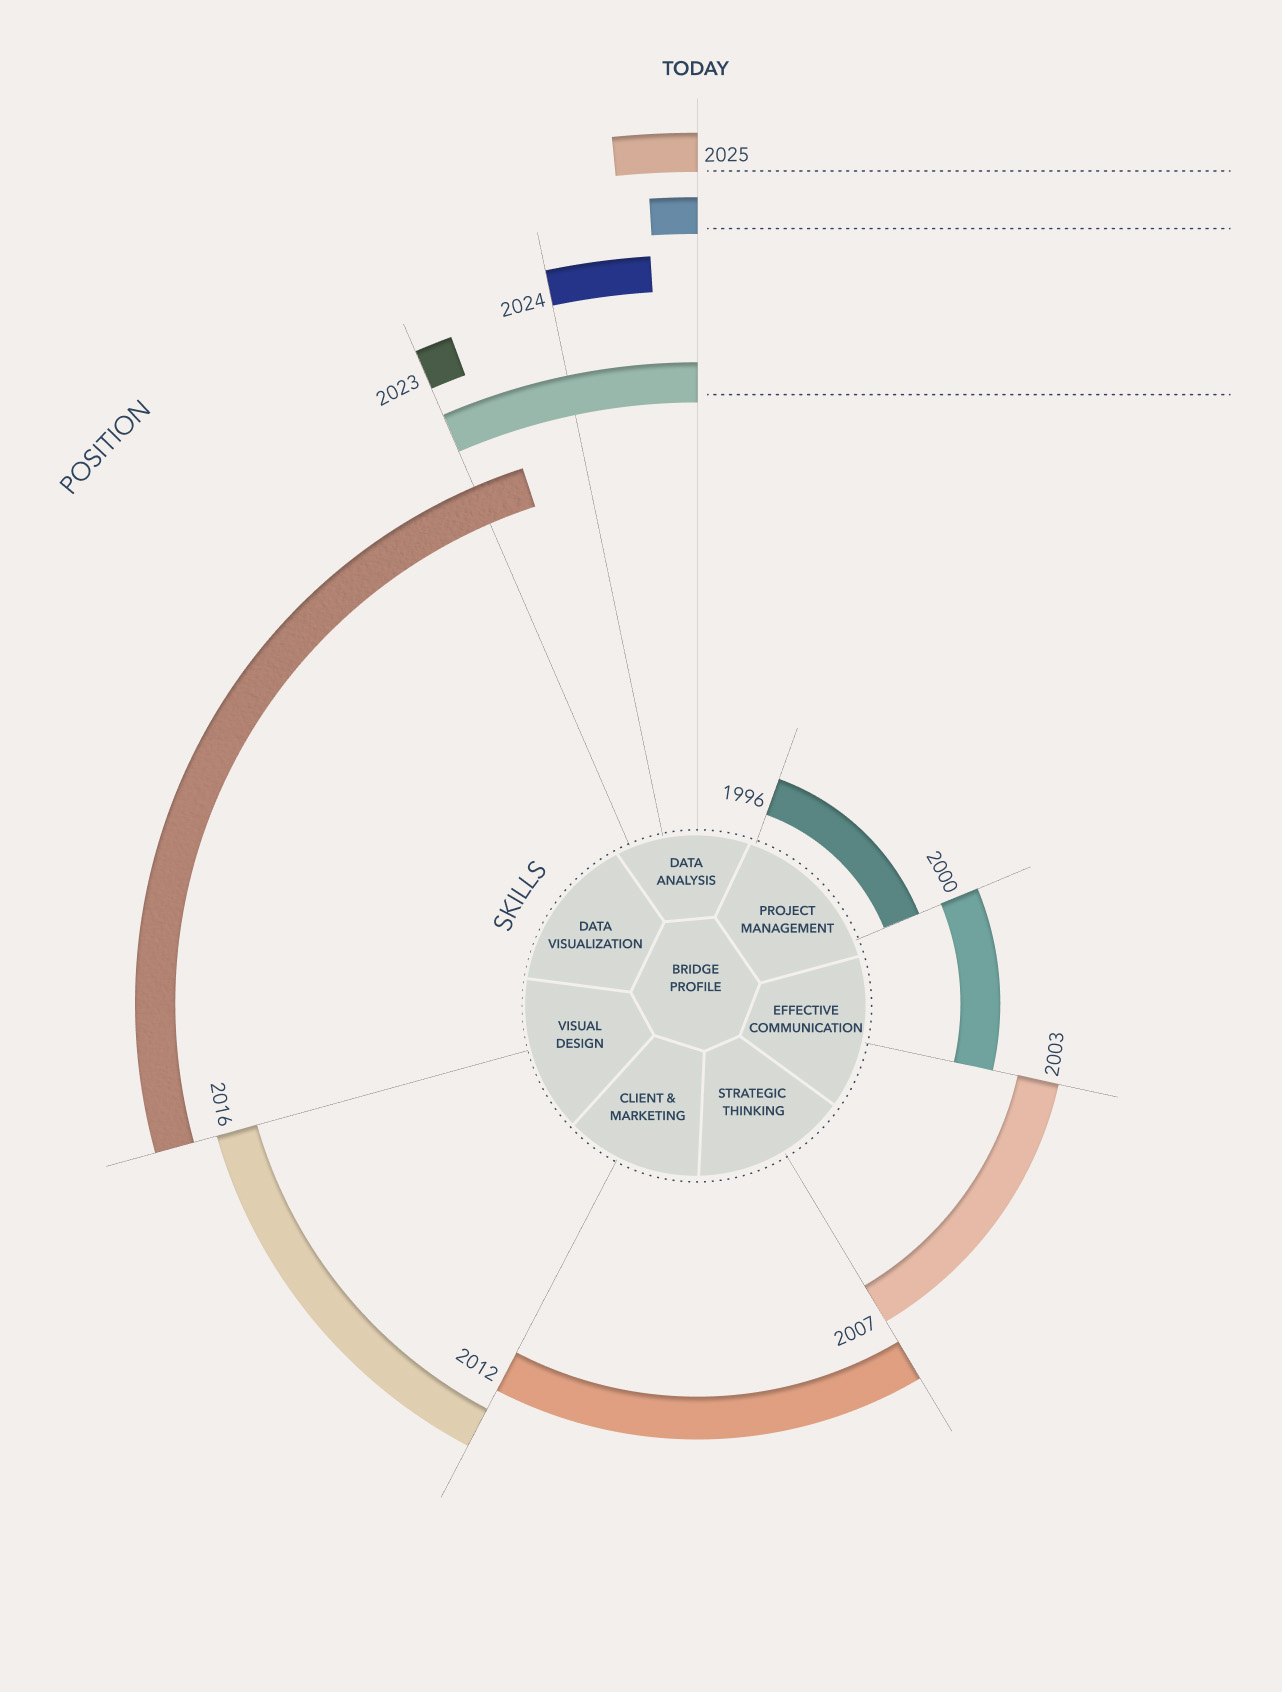 TODAY
2025
2024
2023
POSITION
1996
2000
SKILLS
DATA
ANALYSIS
PROJECT
MANAGEMENT
DATA
VISUALIZATION
BRIDGE
PROFILE
EFFECTIVE
COMMUNICATION
VISUAL
DESIGN
2003
CLIENT &
MARKETING
STRATEGIC
THINKING
2016
2007
2012